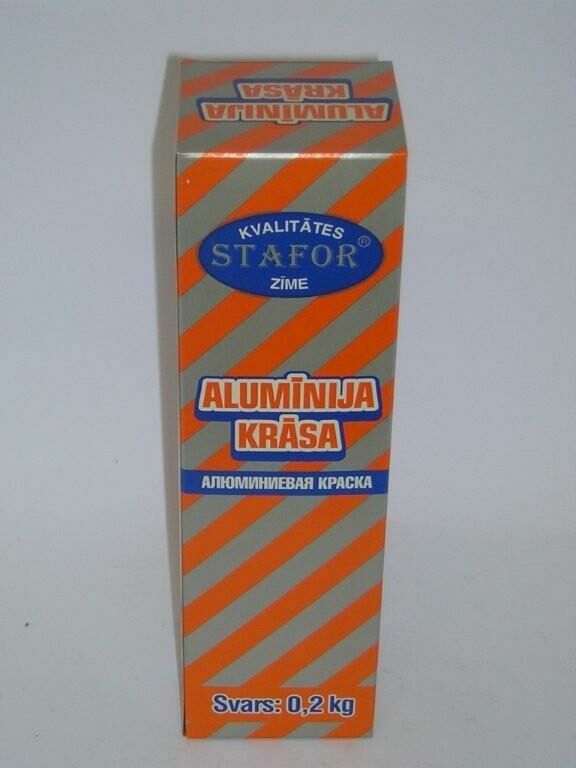 ALUMĪNIJA
KRĀSA
KVALITĀTES
STAFOR®
ZĪME
ALUMĪNIJA
KRĀSA
АЛЮМИНИЕВАЯ КРАСКА
Svars: 0,2 kg